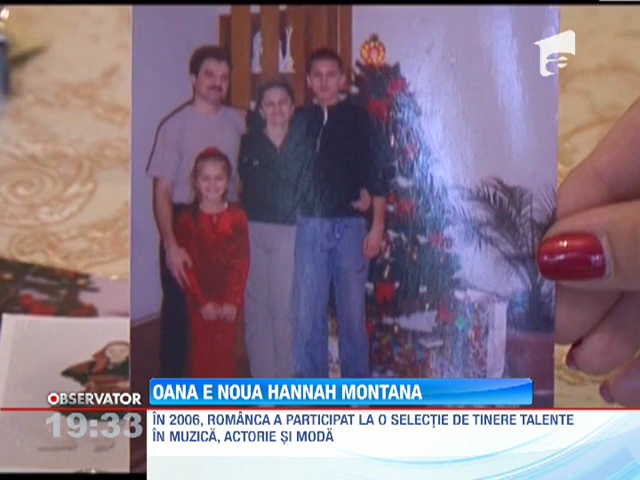 OANA E NOUA HANNAH MONTANA
OBSERVATOR
19:33
ÎN 2006, ROMÂNCA A PARTICIPAT LA O SELECȚIE DE TINERE TALENTE
ÎN MUZICĂ, ACTORIE ȘI MODĂ